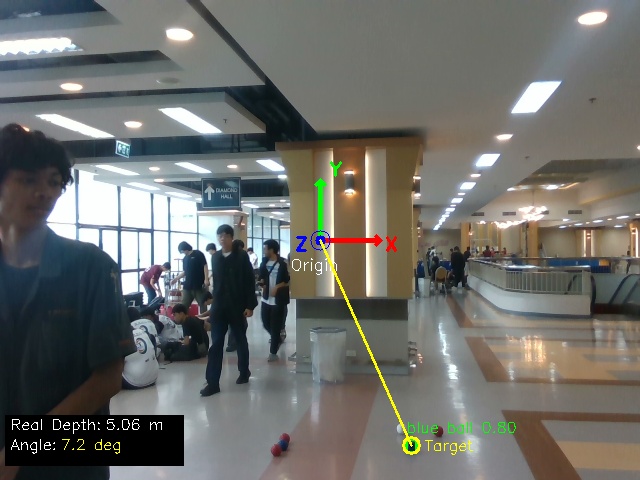 DIAMOND
HALL
Y
Z
X
Origin
blue ball 0.80
Target
Real Depth: 5.06 m
Angle: 7.2 deg